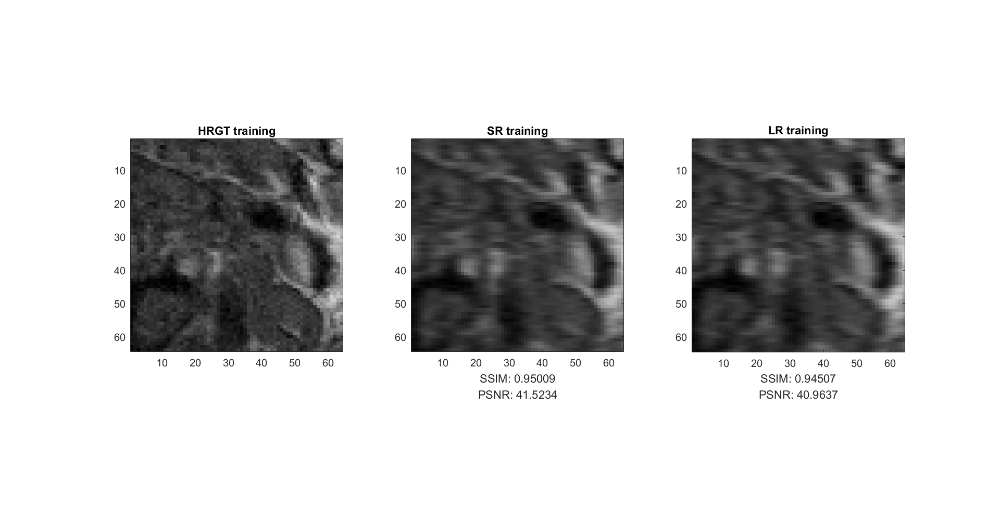 HRGT training
10
20
30
40
50
60
10 20 30 40 50 60
SR training
10
20
30
40
50
60
10 20 30 40 50 60
SSIM: 0.95009
PSNR: 41.5234
LR training
10
20
30
40
50
60
10 20 30 40 50 60
SSIM: 0.94507
PSNR: 40.9637